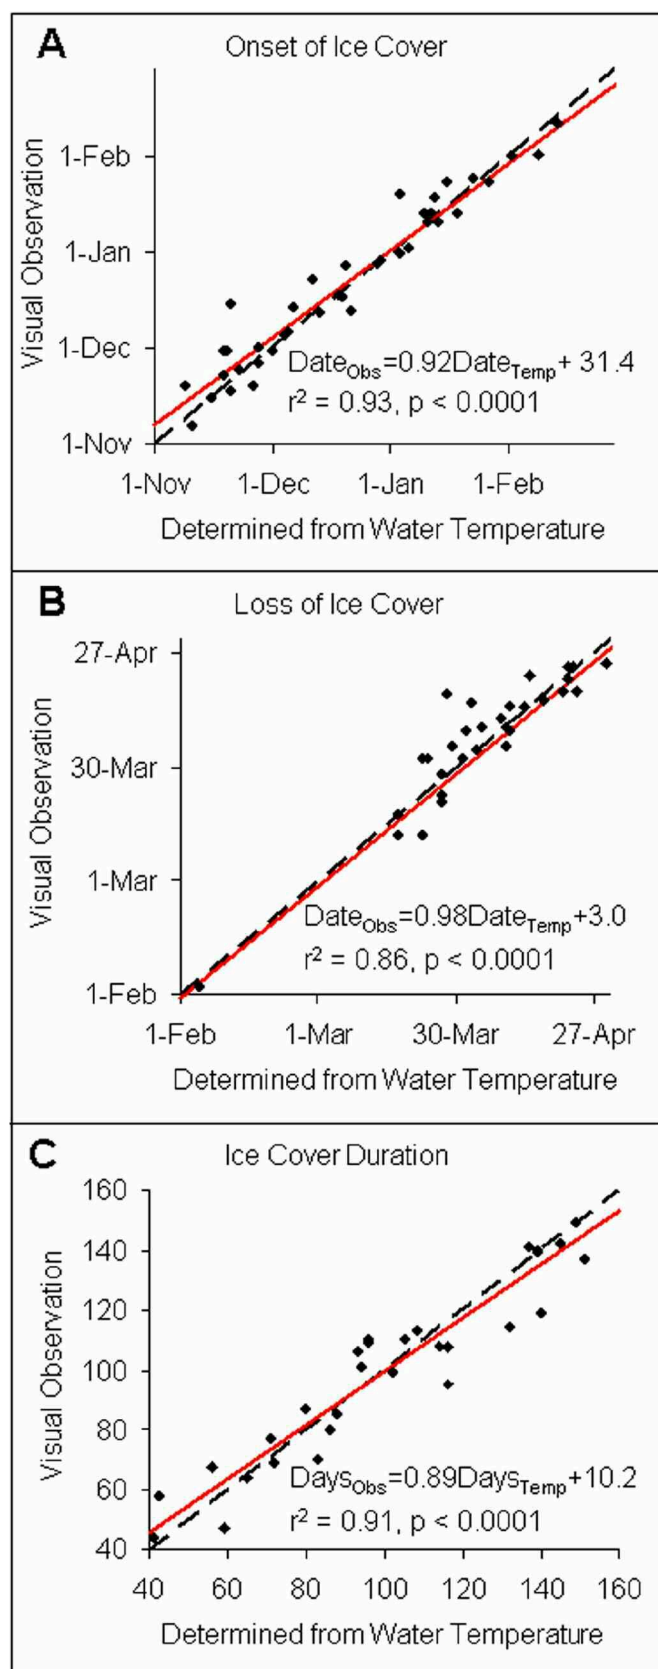 A
Onset of Ice Cover
Visual Observation
1-Feb
1-Jan
1-Dec
1-Nov
Date_Obs=0.92Date_Temp+ 31.4
r² = 0.93, p < 0.0001
1-Nov 1-Dec 1-Jan 1-Feb
Determined from Water Temperature
B
Loss of Ice Cover
Visual Observation
27-Apr
30-Mar
1-Mar
1-Feb
Date_Obs=0.98Date_Temp+3.0
r² = 0.86, p < 0.0001
1-Feb 1-Mar 30-Mar 27-Apr
Determined from Water Temperature
C
Ice Cover Duration
Visual Observation
160
140
120
100
80
60
40
Days_Obs=0.89Days_Temp+10.2
r² = 0.91, p < 0.0001
40 60 80 100 120 140 160
Determined from Water Temperature